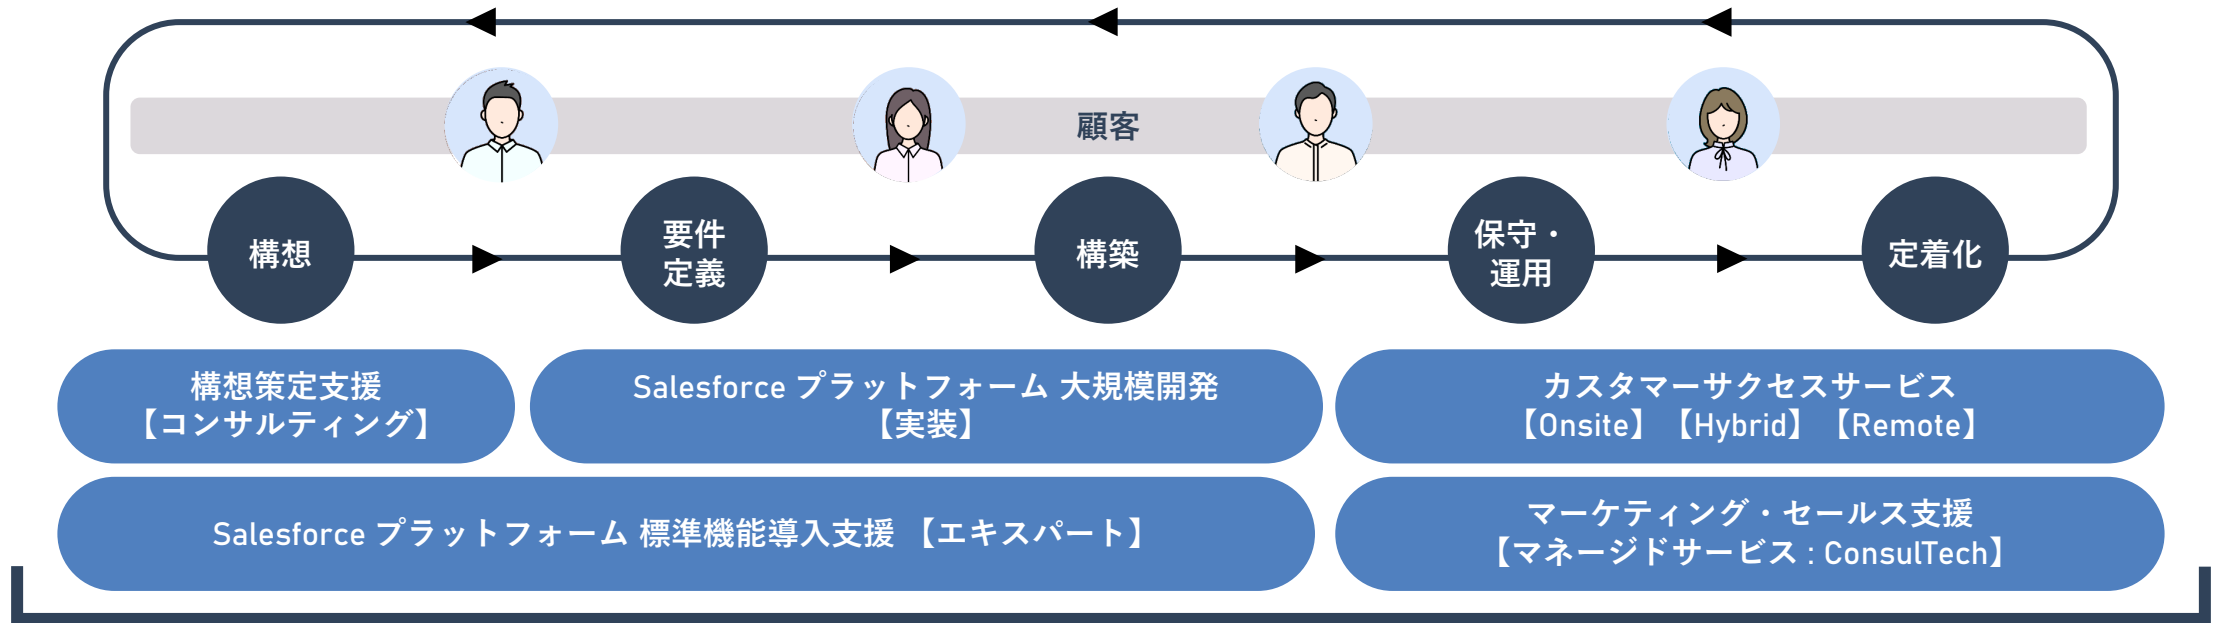 顧客
構想
要件
定義
構築
保守・
運用
定着化
構想策定支援
【コンサルティング】
Salesforce プラットフォーム 大規模開発
【実装】
カスタマーサクセスサービス
【Onsite】【Hybrid】【Remote】
Salesforce プラットフォーム 標準機能導入支援 【エキスパート】
マーケティング・セールス支援
【マネージドサービス : ConsulTech】